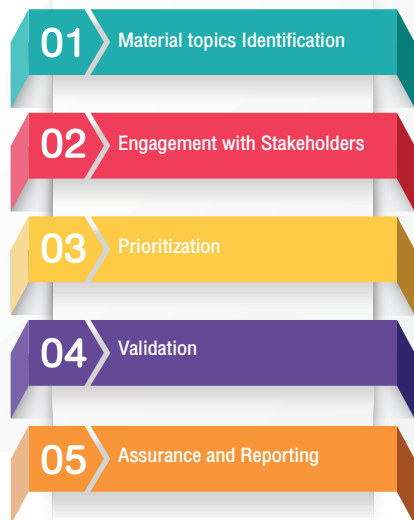 01 Material topics Identification
02 Engagement with Stakeholders
03 Prioritization
04 Validation
05 Assurance and Reporting